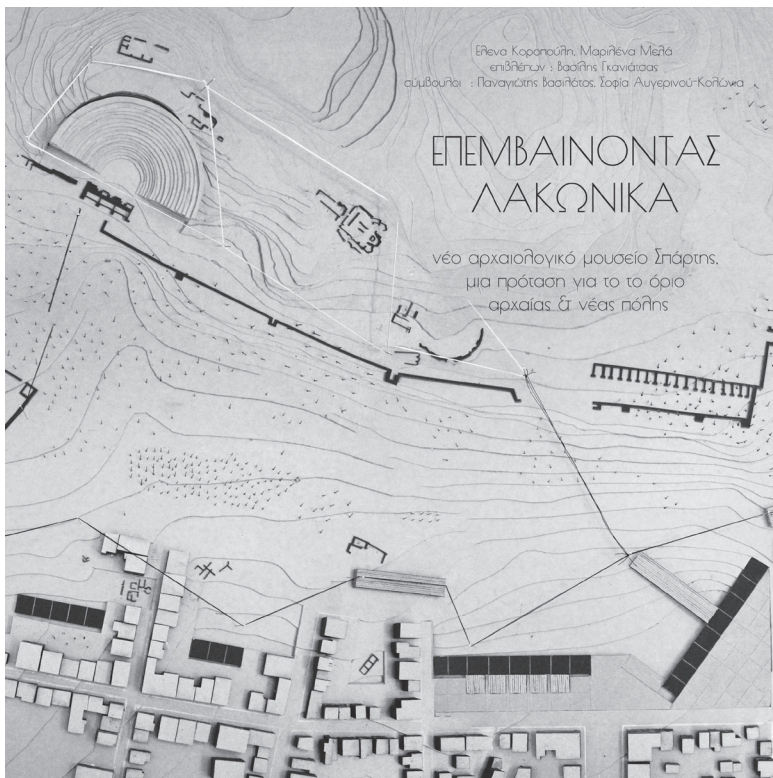 Ελενα Κοροπούλη, Μαριλένα Μελά
επιβλέπων : Βασίλης Γκανιάτσας
σύμβουλοι : Παναγιώτης Βασιλάτος, Σοφία Αυγερινού-Κολώνια
ΕΠΕΜΒΑΙΝΟΝΤΑΣ
ΛΑΚΩΝΙΚΑ
νέο αρχαιολογικό μουσείο Σπάρτης,
μια πρόταση για το το όριο
αρχαίας & νέας πόλης